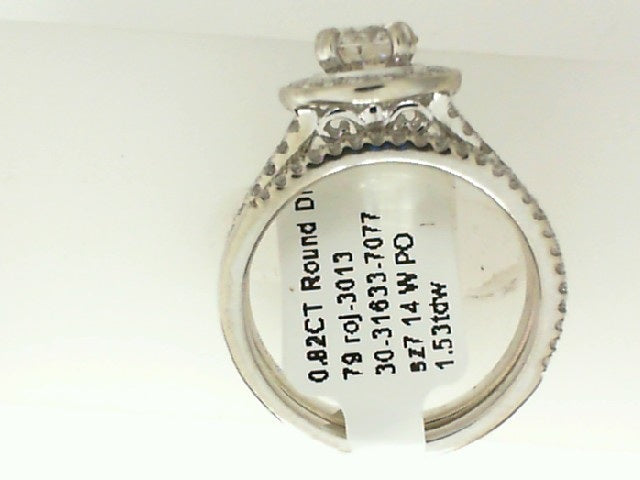 0.82CT Round Di
79 roj-3013
30-31633-7077
sz7 14 W PO
1.53tdw